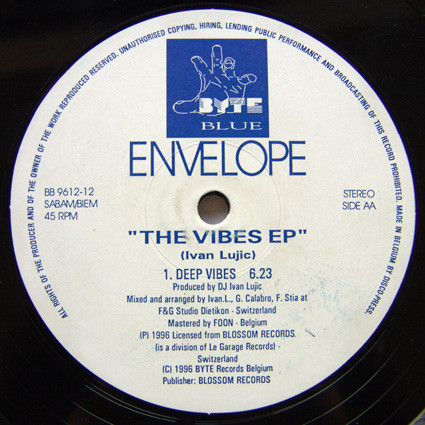 ALL RIGHTS OF THE PRODUCER AND OF THE OWNER OF THE WORK REPRODUCED RESERVED. UNAUTHORISED COPYING, HIRING, LENDING PUBLIC PERFORMANCE AND BROADCASTING OF THIS RECORD PROHIBITED. MADE IN BELGIUM BY DISCO-PRESS.
BYTE
BLUE
ENVELOPE
BB 9612-12
SABAM/BIEM
45 RPM
STEREO
SIDE AA
"THE VIBES EP"
(Ivan Lujic)
1. DEEP VIBES 6.23
Produced by DJ Ivan Lujic
Mixed and arranged by Ivan.L., G. Calabro, F. Stia at
F&G Studio Dietikon - Switzerland
Mastered by FOON - Belgium
(P) 1996 Licensed from BLOSSOM RECORDS.
(is a division of Le Garage Records) -
Switzerland
(C) 1996 BYTE Records Belgium
Publisher: BLOSSOM RECORDS